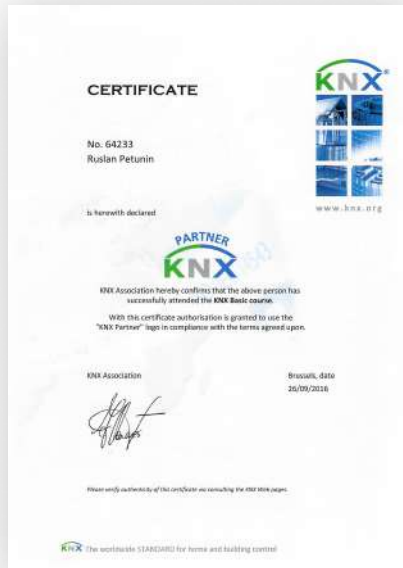 CERTIFICATE
KNX®
No. 64233
Ruslan Petunin
www.knx.org
is herewith declared
PARTNER
KNX
KNX Association hereby confirms that the above person has
successfully attended the KNX Basic course.
With this certificate authorisation is granted to use the
"KNX Partner" logo in compliance with the terms agreed upon.
KNX Association
Brussels, date
26/09/2016
Please verify authenticity of this certificate via consulting the KNX Web pages.
KNX The worldwide STANDARD for home and building control